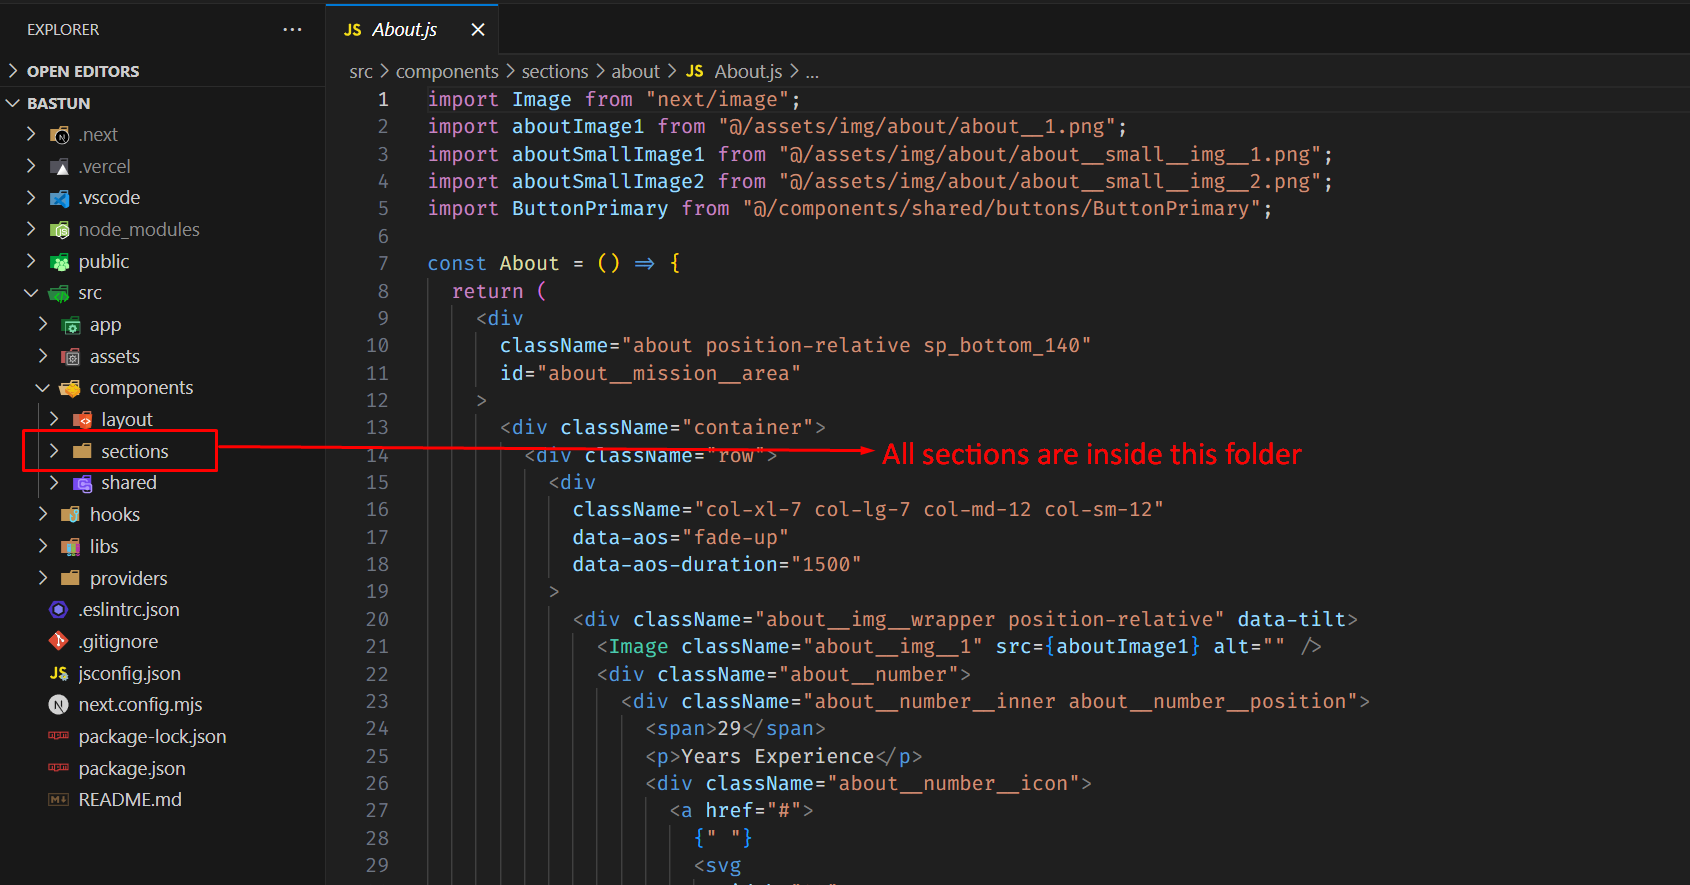 EXPLORER
OPEN EDITORS
BASTUN
.next
.vercel
.vscode
node_modules
public
src
app
assets
components
layout
sections
shared
hooks
libs
providers
.eslintrc.json
.gitignore
jsconfig.json
next.config.mjs
package-lock.json
package.json
README.md
JS About.js ×
src > components > sections > about > JS About.js > ...
1 import Image from "next/image";
2 import aboutImage1 from "@/assets/img/about/about__1.png";
3 import aboutSmallImage1 from "@/assets/img/about/about__small__img__1.png";
4 import aboutSmallImage2 from "@/assets/img/about/about__small__img__2.png";
5 import ButtonPrimary from "@/components/shared/buttons/ButtonPrimary";
6
7 const About = () => {
8 return (
9 <div
10 className="about position-relative sp_bottom_140"
11 id="about__mission__area"
12 >
13 <div className="container">
14 <div className="row">
All sections are inside this folder
15 <div
16 className="col-xl-7 col-lg-7 col-md-12 col-sm-12"
17 data-aos="fade-up"
18 data-aos-duration="1500"
19 >
20 <div className="about__img__wrapper position-relative" data-tilt>
21 <Image className="about__img__1" src={aboutImage1} alt="" />
22 <div className="about__number">
23 <div className="about__number__inner about__number__position">
24 <span>29</span>
25 <p>Years Experience</p>
26 <div className="about__number__icon">
27 <a href="#">
28 {" "}
29 <svg